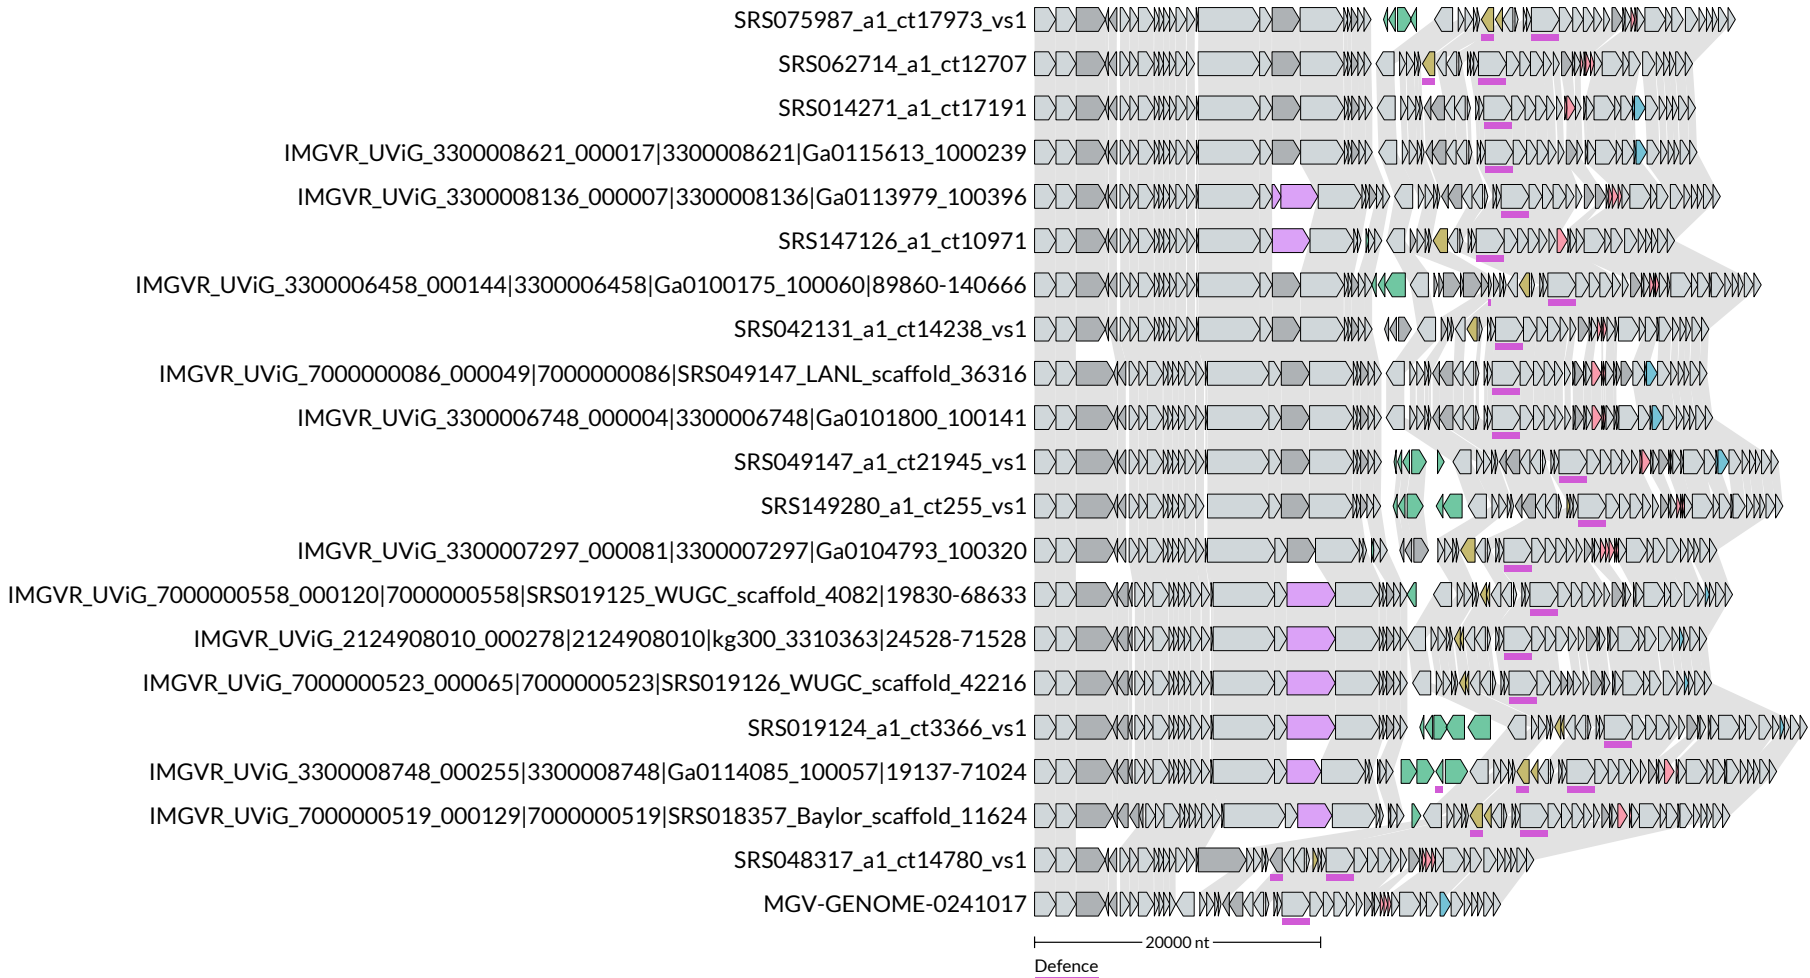 SRS075987_a1_ct17973_vs1
SRS062714_a1_ct12707
SRS014271_a1_ct17191
IMGVR_UViG_3300008621_000017|3300008621|Ga0115613_1000239
IMGVR_UViG_3300008136_000007|3300008136|Ga0113979_100396
SRS147126_a1_ct10971
IMGVR_UViG_3300006458_000144|3300006458|Ga0100175_100060|89860-140666
SRS042131_a1_ct14238_vs1
IMGVR_UViG_7000000086_000049|7000000086|SRS049147_LANL_scaffold_36316
IMGVR_UViG_3300006748_000004|3300006748|Ga0101800_100141
SRS049147_a1_ct21945_vs1
SRS149280_a1_ct255_vs1
IMGVR_UViG_3300007297_000081|3300007297|Ga0104793_100320
IMGVR_UViG_7000000558_000120|7000000558|SRS019125_WUGC_scaffold_4082|19830-68633
IMGVR_UViG_2124908010_000278|2124908010|kg300_3310363|24528-71528
IMGVR_UViG_7000000523_000065|7000000523|SRS019126_WUGC_scaffold_42216
SRS019124_a1_ct3366_vs1
IMGVR_UViG_3300008748_000255|3300008748|Ga0114085_100057|19137-71024
IMGVR_UViG_7000000519_000129|7000000519|SRS018357_Baylor_scaffold_11624
SRS048317_a1_ct14780_vs1
MGV-GENOME-0241017
20000 nt
Defence